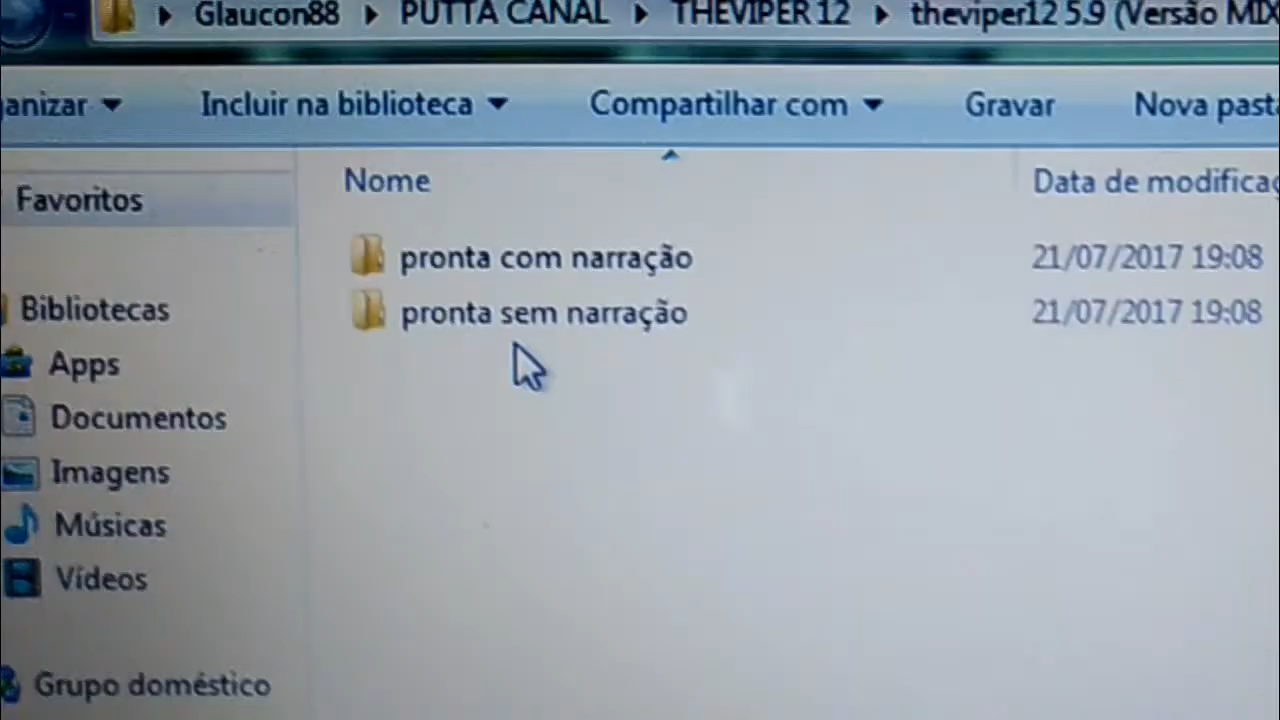 Glaucon88 PUTTA CANAL THEVIPER 12 theviper12 5.9 (Versão MIX
ganizar Incluir na biblioteca Compartilhar com Gravar Nova pasta
Nome Data de modificaç
Favoritos
pronta com narração 21/07/2017 19:08
pronta sem narração 21/07/2017 19:08
Bibliotecas
Apps
Documentos
Imagens
Músicas
Vídeos
Grupo doméstico